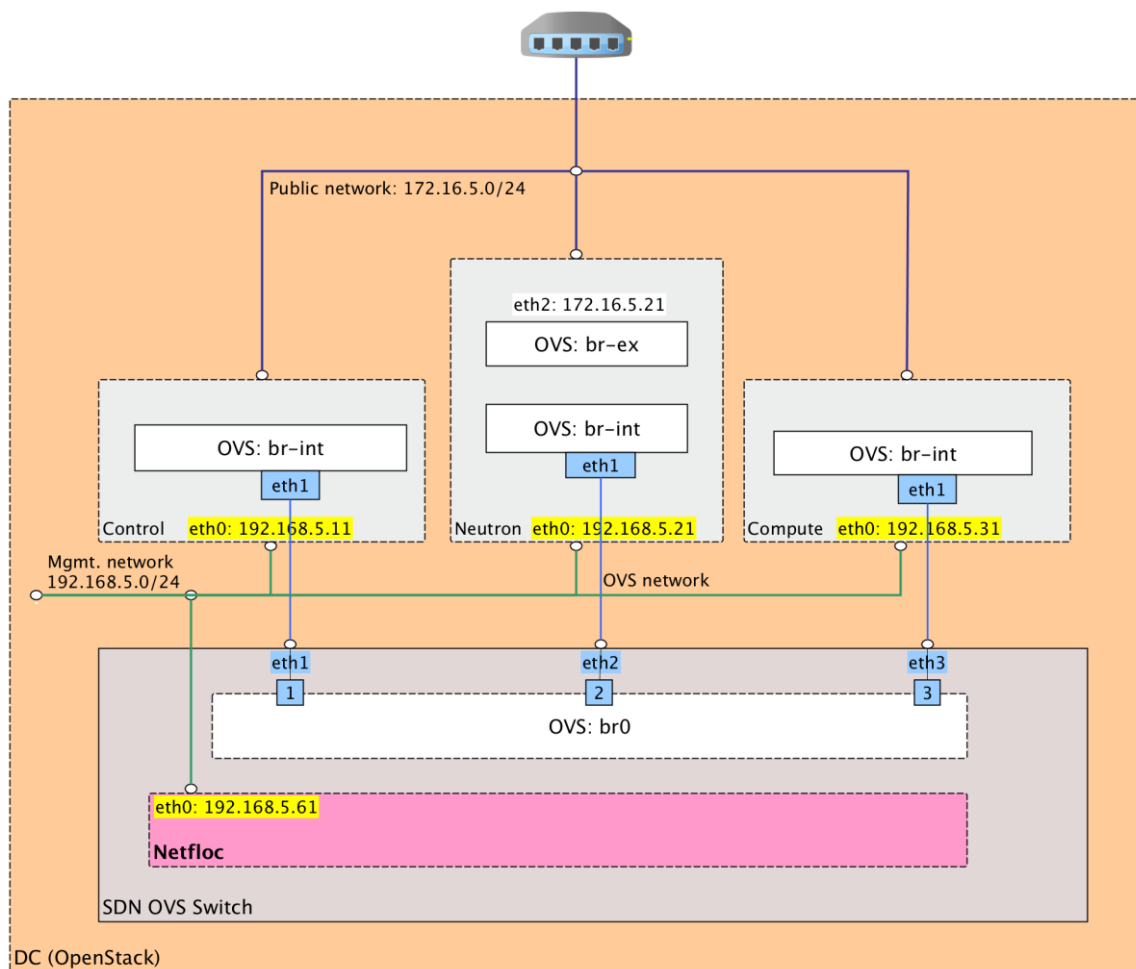 Public network: 172.16.5.0/24
eth2: 172.16.5.21
OVS: br-ex
OVS: br-int
eth1
Control
eth0: 192.168.5.11
OVS: br-int
eth1
Neutron
eth0: 192.168.5.21
OVS: br-int
eth1
Compute
eth0: 192.168.5.31
Mgmt. network
192.168.5.0/24
OVS network
eth1
eth2
eth3
1
2
3
OVS: br0
eth0: 192.168.5.61
Netfloc
SDN OVS Switch
DC (OpenStack)